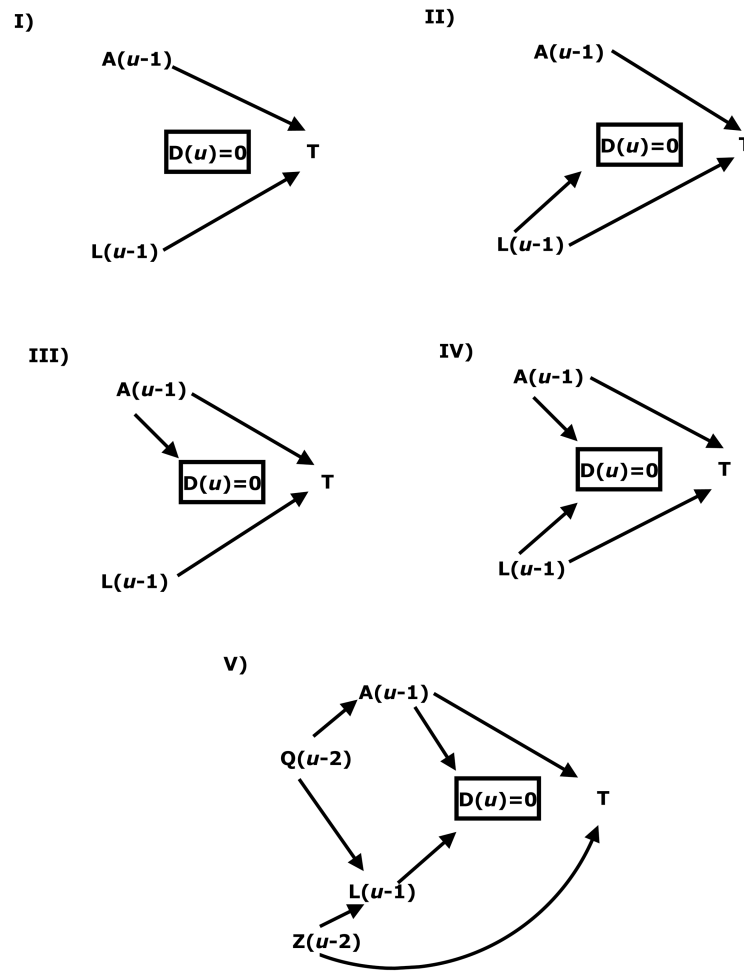 I)
A(u-1)
D(u)=0
T
L(u-1)
II)
A(u-1)
D(u)=0
T
L(u-1)
III)
A(u-1)
D(u)=0
T
L(u-1)
IV)
A(u-1)
D(u)=0
T
L(u-1)
V)
A(u-1)
Q(u-2)
D(u)=0
T
L(u-1)
Z(u-2)